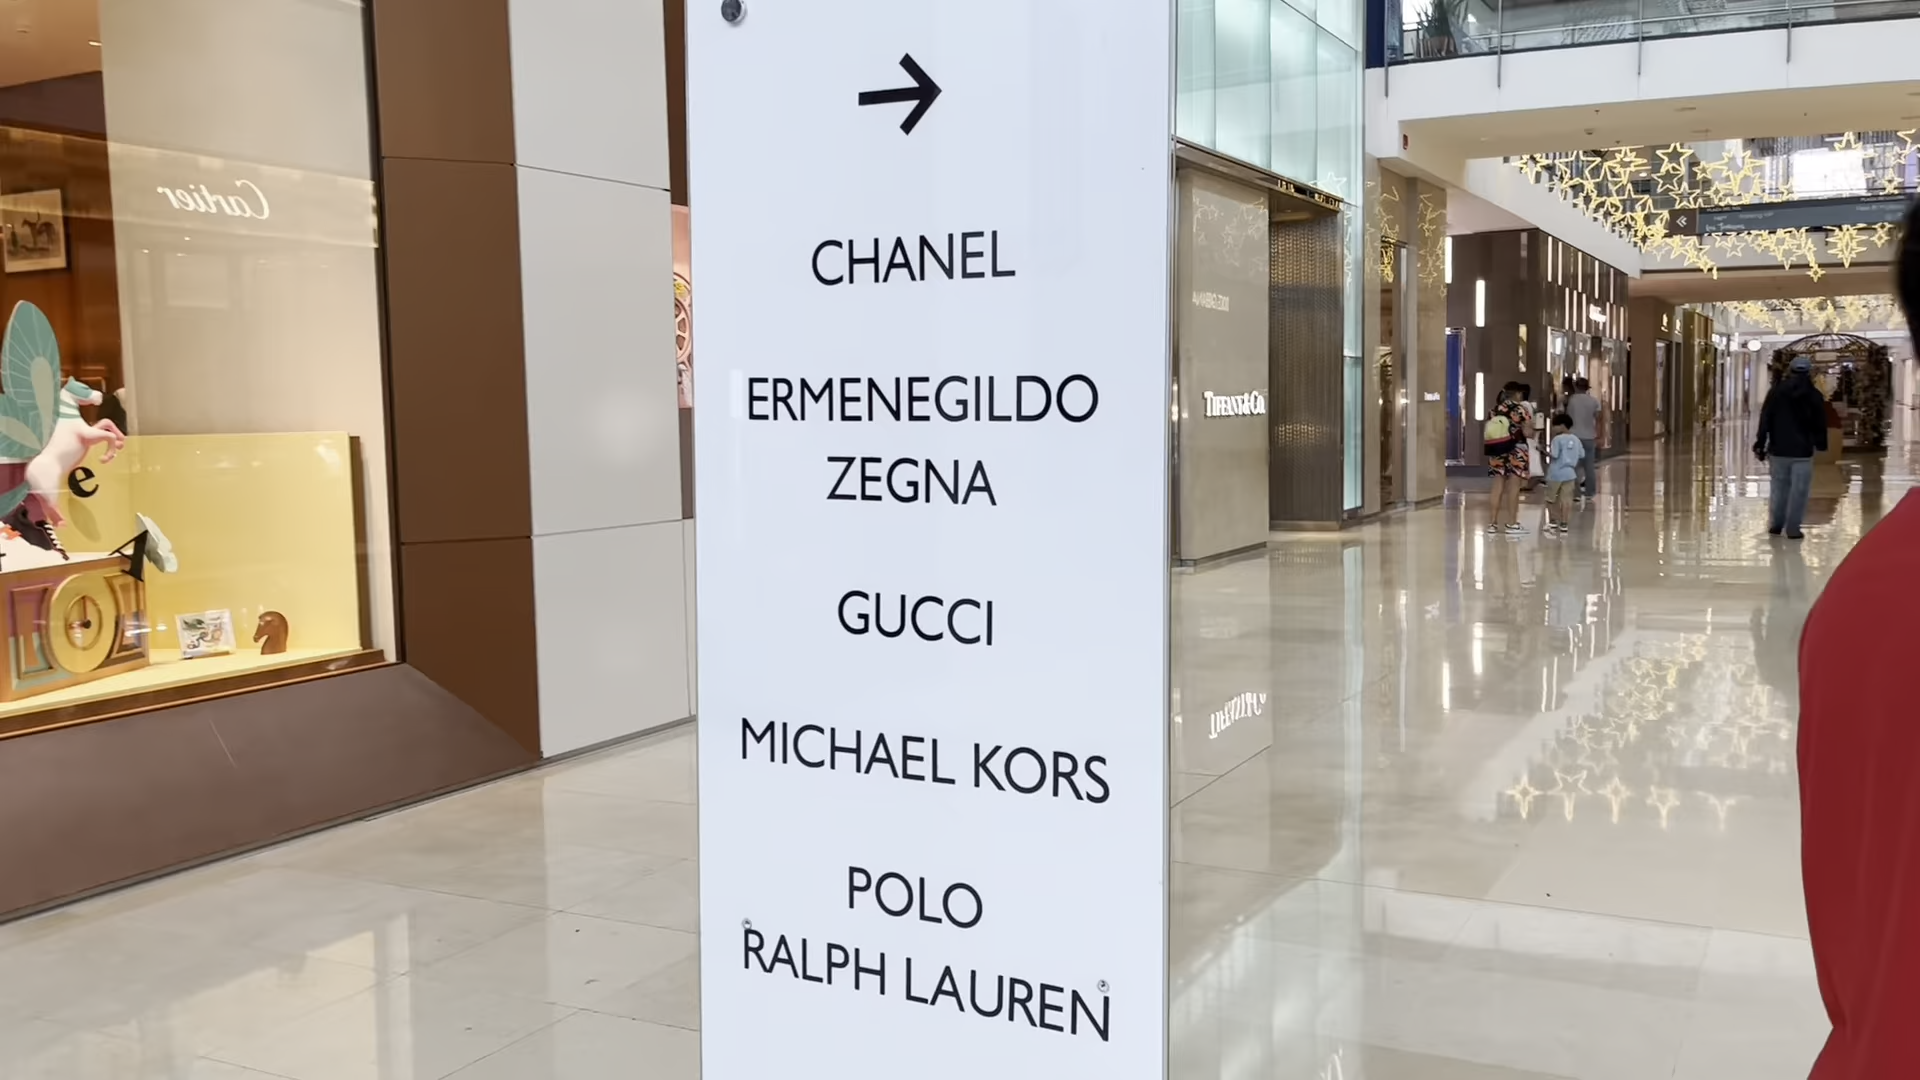 Cartier
→
CHANEL
ERMENEGILDO
ZEGNA
GUCCI
MICHAEL KORS
POLO
RALPH LAUREN
TIFFANY & CO.
e
A